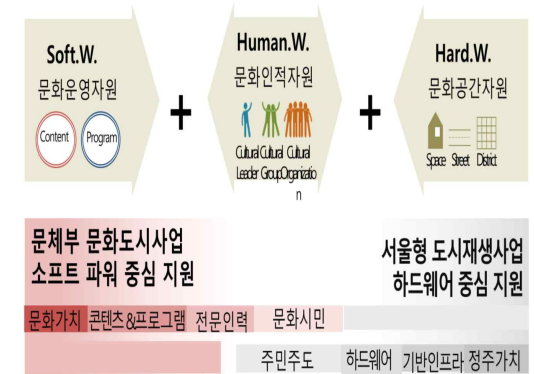 Soft.W.
문화운영자원
Content
Program
+
Human.W.
문화인적자원
Cultural Cultural Cultural
Leader Group Organizatio
n
+
Hard.W.
문화공간자원
Space Street District
문체부 문화도시사업
소프트 파워 중심 지원
서울형 도시재생사업
하드웨어 중심 지원
문화가치 콘텐츠&프로그램 전문인력 문화시민
주민주도 하드웨어 기반인프라 정주가치